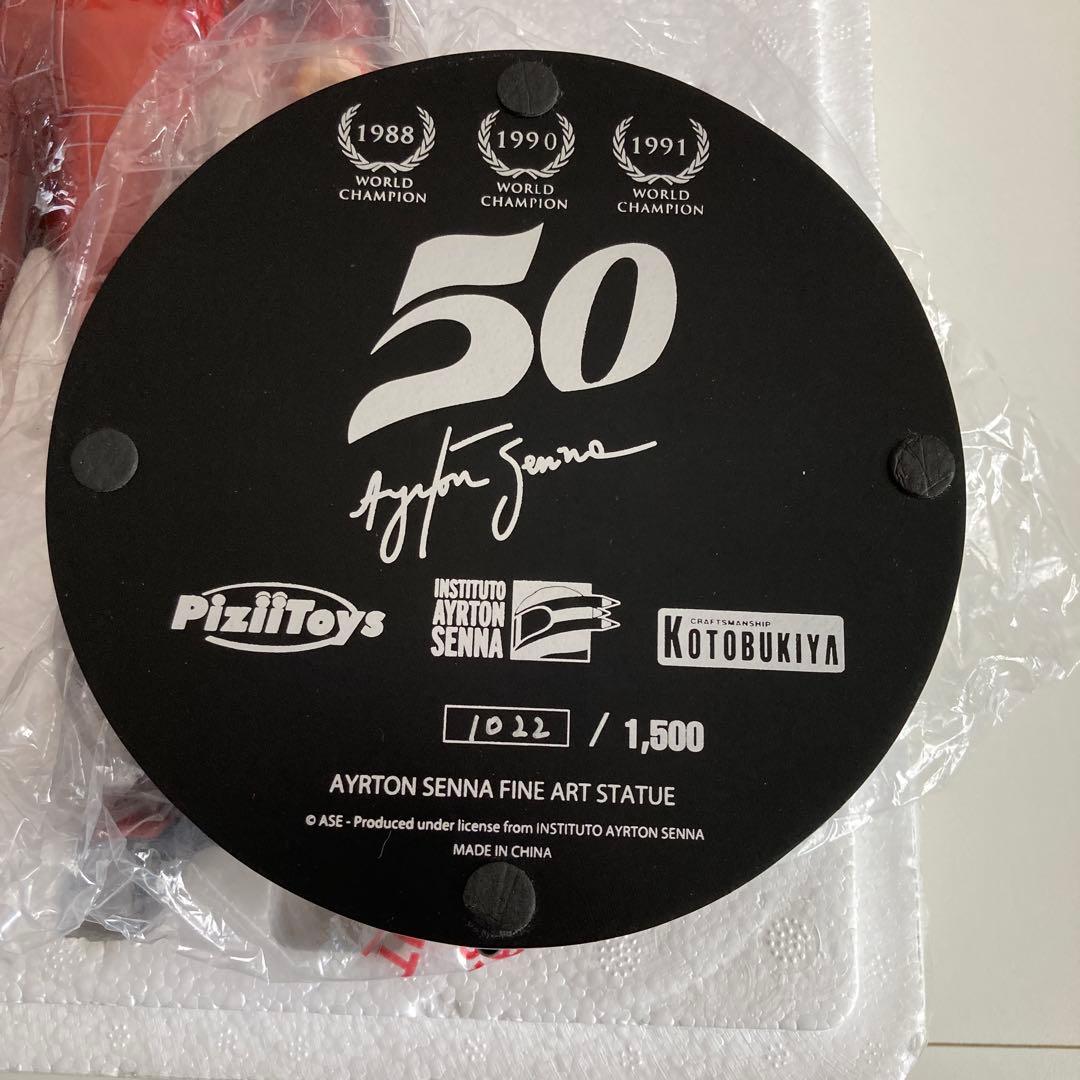 1988
WORLD
CHAMPION
1990
WORLD
CHAMPION
1991
WORLD
CHAMPION
50
Ayrton Senna
PiziiToys
INSTITUTO
AYRTON
SENNA
CRAFTSMANSHIP
KOTOBUKIYA
1022 / 1,500
AYRTON SENNA FINE ART STATUE
© ASE - Produced under license from INSTITUTO AYRTON SENNA
MADE IN CHINA